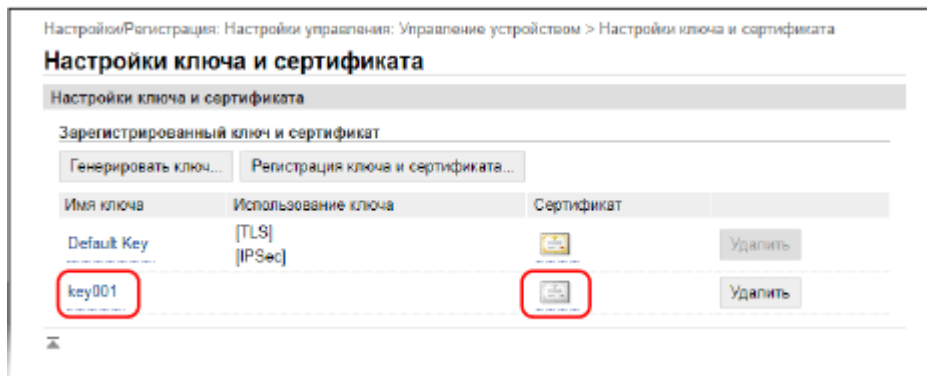 Настройки/Регистрация: Настройки управления: Управление устройством > Настройки ключа и сертификата
Настройки ключа и сертификата
Настройки ключа и сертификата
Зарегистрированный ключ и сертификат
Генерировать ключ... Регистрация ключа и сертификата...
Имя ключа Использование ключа Сертификат
Default Key [TLS] Удалить
[IPSec]
key001 Удалить